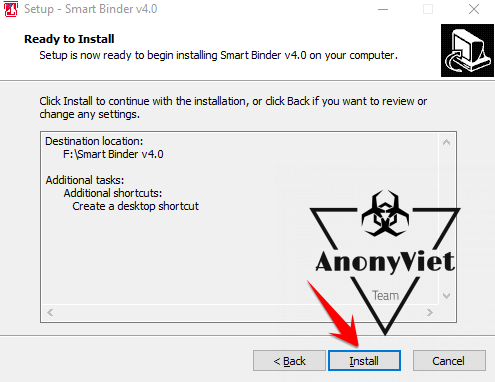 Setup - Smart Binder v4.0
Ready to Install
Setup is now ready to begin installing Smart Binder v4.0 on your computer.
Click Install to continue with the installation, or click Back if you want to review or
change any settings.
Destination location:
F:\Smart Binder v4.0
Additional tasks:
Additional shortcuts:
Create a desktop shortcut
AnonyViet
Team
< Back
Install
Cancel